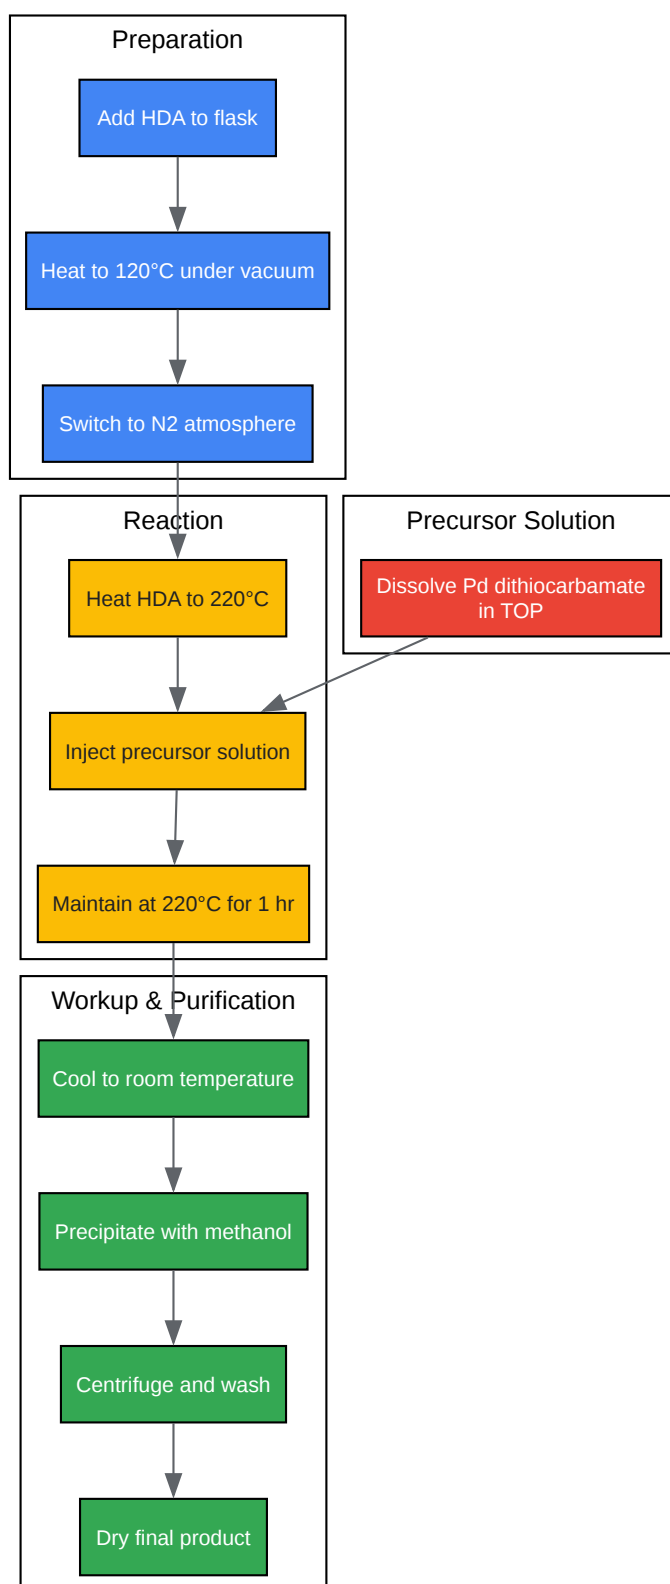 Preparation
Add HDA to flask
Heat to 120°C under vacuum
Switch to N2 atmosphere
Reaction
Heat HDA to 220°C
Precursor Solution
Dissolve Pd dithiocarbamate
in TOP
Inject precursor solution
Maintain at 220°C for 1 hr
Workup & Purification
Cool to room temperature
Precipitate with methanol
Centrifuge and wash
Dry final product